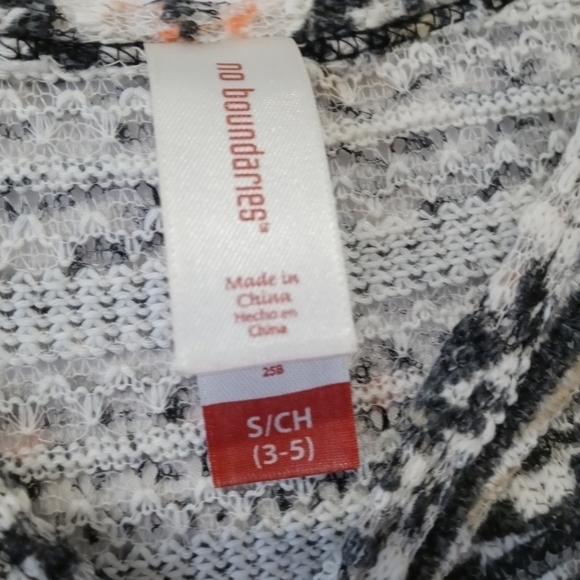 no boundaries™
Made in
China
Hecho en
China
25B
S/CH
(3-5)